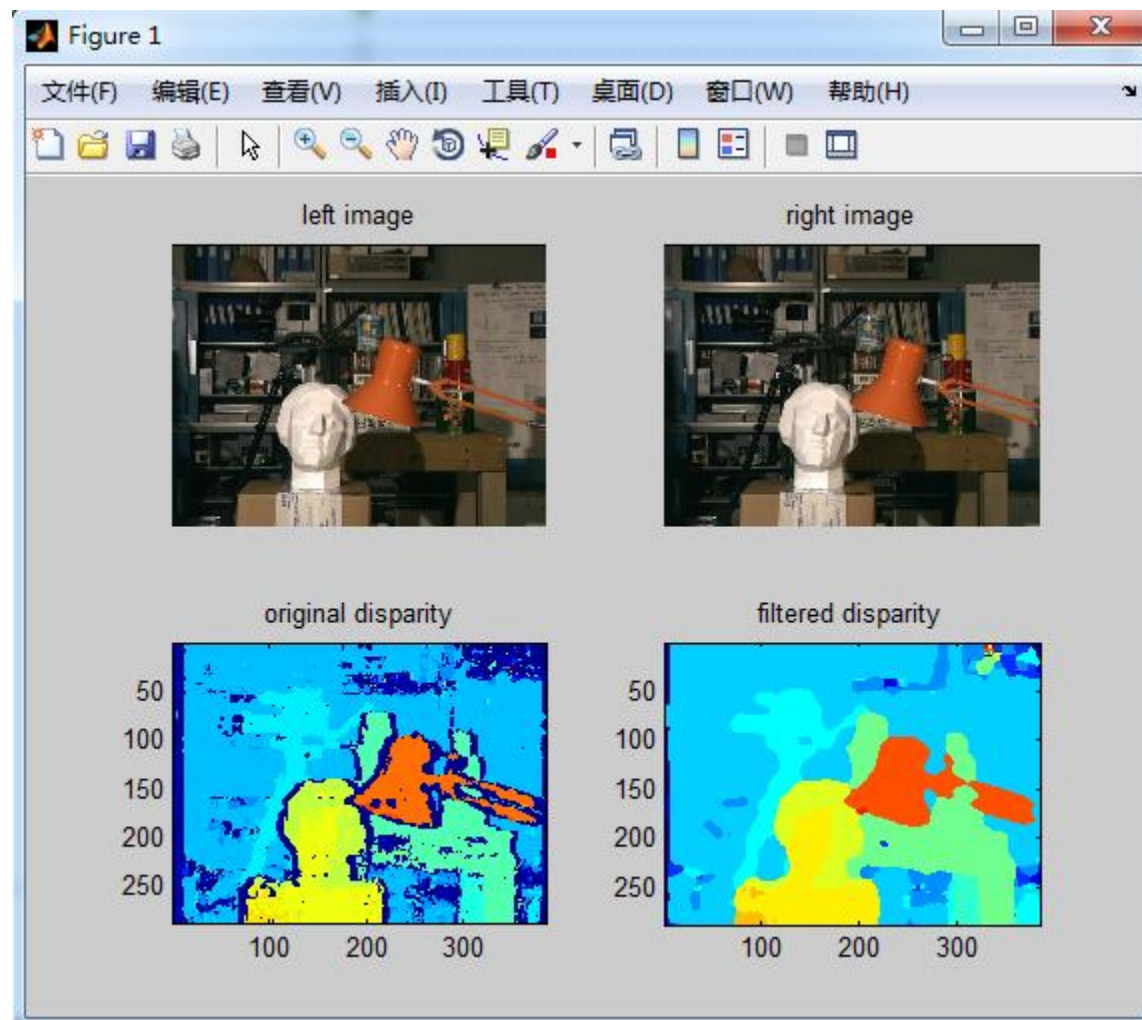 Figure 1
文件(F) 编辑(E) 查看(V) 插入(I) 工具(T) 桌面(D) 窗口(W) 帮助(H)
left image
right image
original disparity
50
100
150
200
250
100 200 300
filtered disparity
50
100
150
200
250
100 200 300